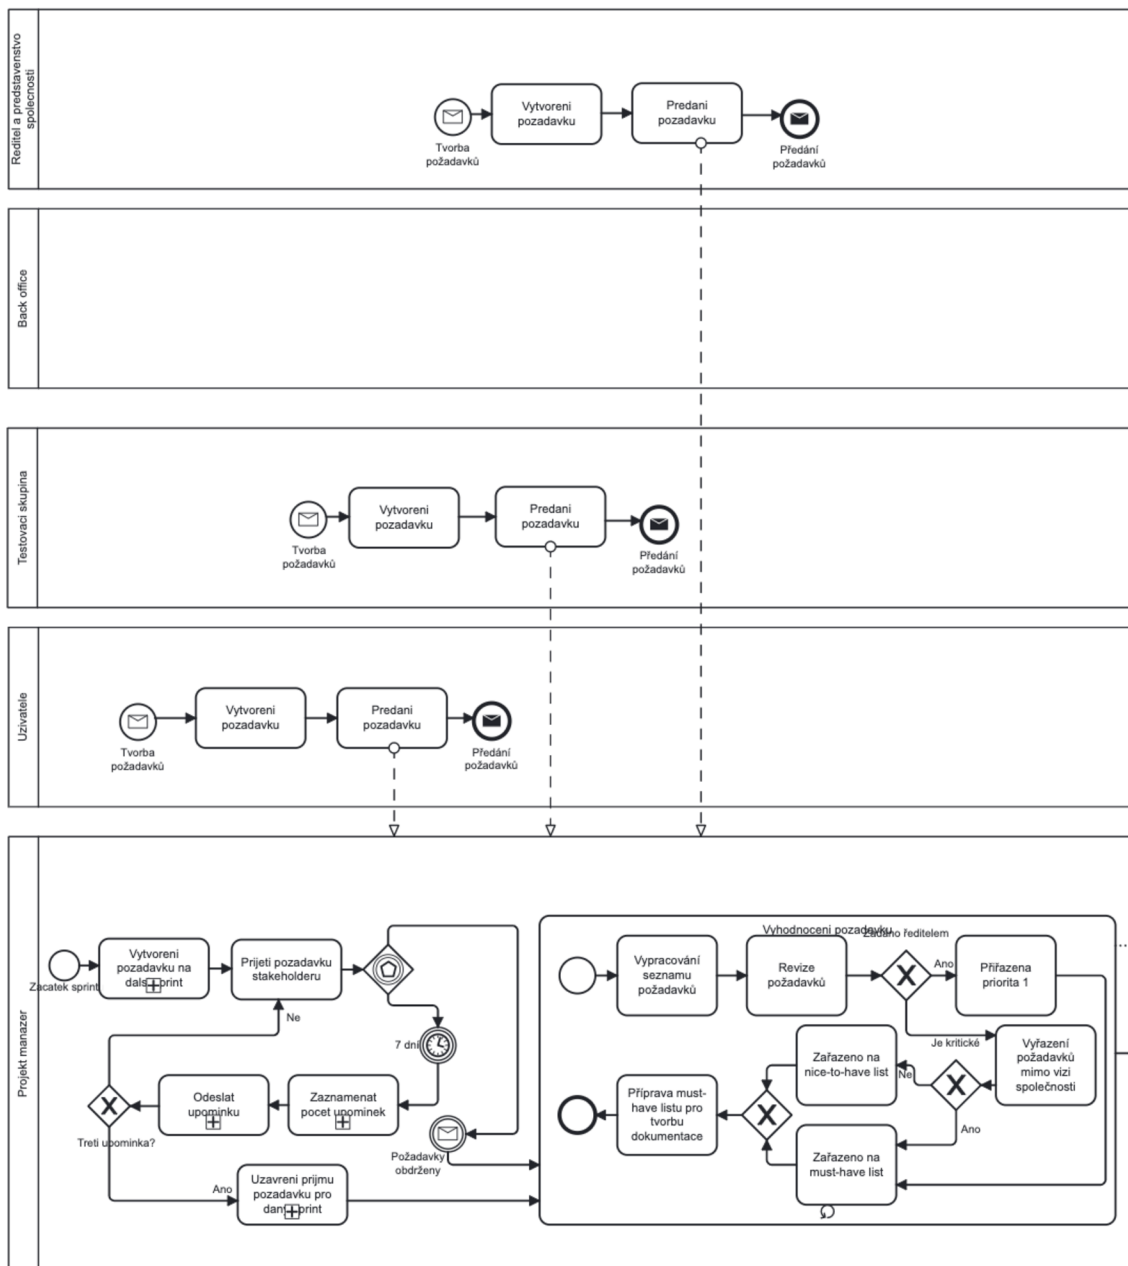 Reditel a predstavenstvo
spolecnosti
Vytvoreni
pozadavku
Predani
pozadavku
Tvorba
požadavků
Předání
požadavků
Back office
Testovaci skupina
Vytvoreni
pozadavku
Predani
pozadavku
Tvorba
požadavků
Předání
požadavků
Uzivatele
Vytvoreni
pozadavku
Predani
pozadavku
Tvorba
požadavků
Předání
požadavků
Projekt manazer
Zacatek sprint
Vytvoreni
pozadavku na
dalsi sprint
Prijeti pozadavku
stakeholderu
Ne
7 dní
Odeslat
upominku
Zaznamenat
pocet upominek
Treti upominka?
Požadavky
obdrženy
Ano
Uzavreni prijmu
pozadavku pro
dany sprint
Vyhodnoceni pozadavku
Zadáno ředitelem
Vypracování
seznamu
požadavků
Revize
požadavků
Ano
Přiřazena
priorita 1
Je kritické
Vyřazení
požadavků
mimo vizi
společnosti
Zařazeno na
nice-to-have list
Ne
Ano
Příprava must-
have listu pro
tvorbu
dokumentace
Zařazeno na
must-have list